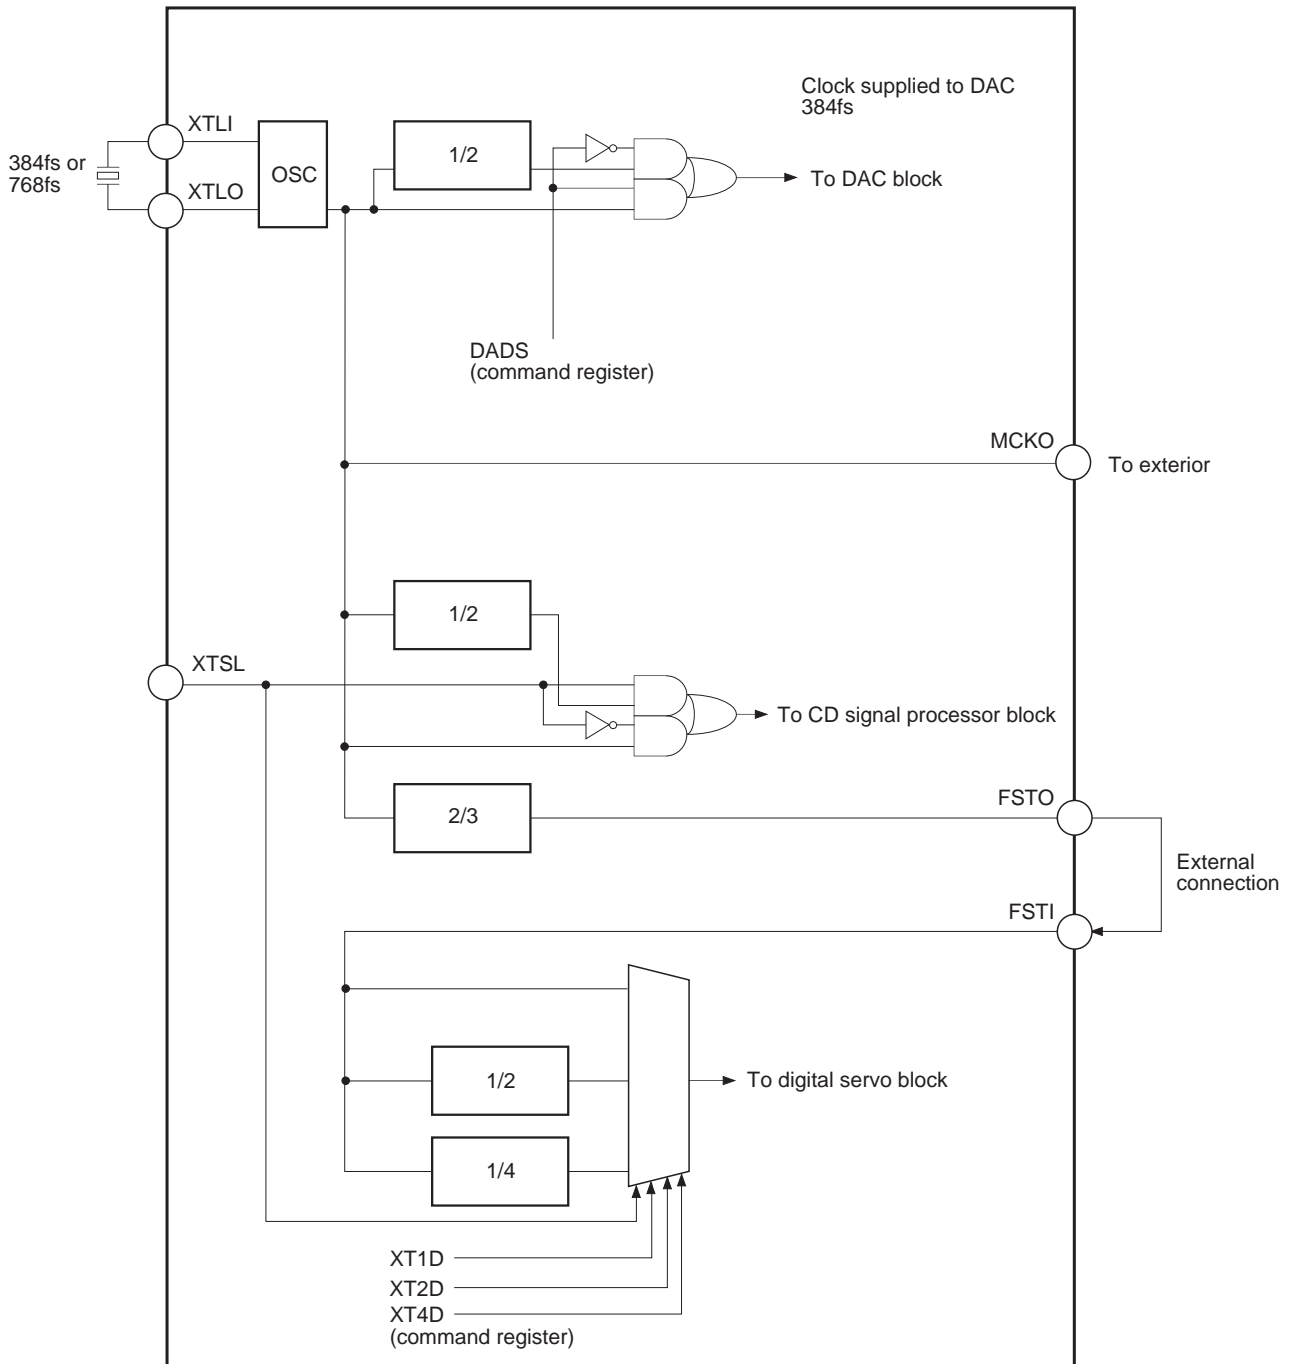 Clock supplied to DAC
384fs
XTLI
384fs or
768fs
OSC
1/2
XTLO
To DAC block
DADS
(command register)
MCKO
To exterior
1/2
XTSL
To CD signal processor block
FSTO
2/3
External
connection
FSTI
1/2
To digital servo block
1/4
XT1D
XT2D
XT4D
(command register)